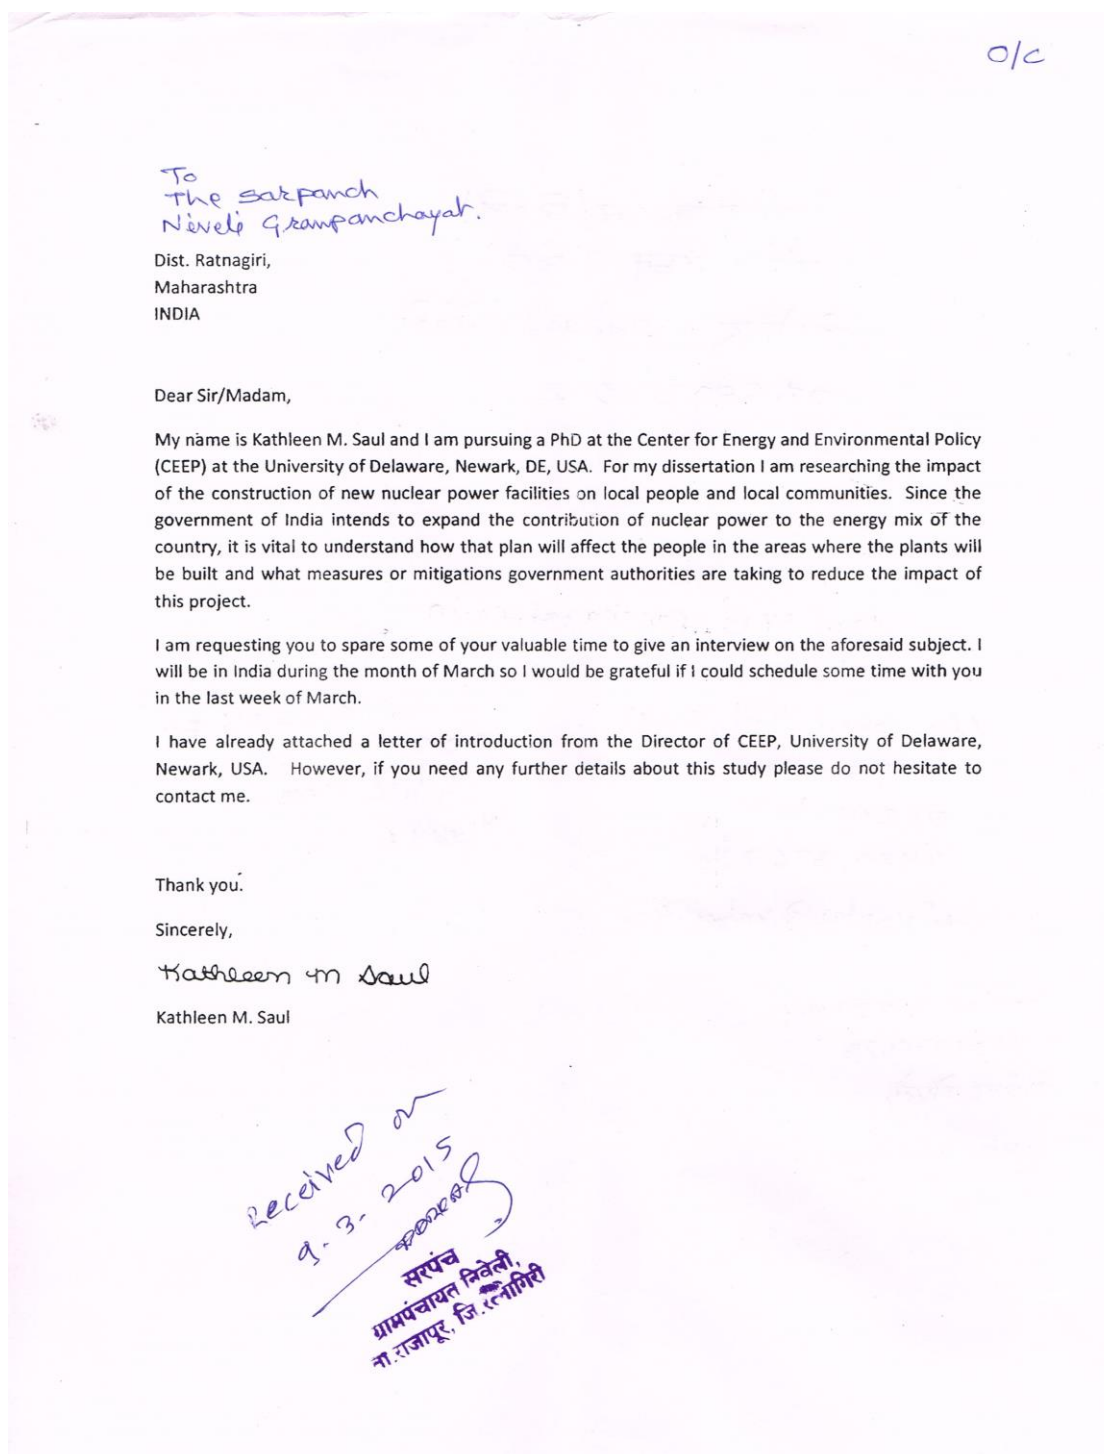 O/C
To
The Sarpanch
Niveli Grampanchayat.
Dist. Ratnagiri,
Maharashtra
INDIA
Dear Sir/Madam,
My name is Kathleen M. Saul and I am pursuing a PhD at the Center for Energy and Environmental Policy
(CEEP) at the University of Delaware, Newark, DE, USA. For my dissertation I am researching the impact
of the construction of new nuclear power facilities on local people and local communities. Since the
government of India intends to expand the contribution of nuclear power to the energy mix of the
country, it is vital to understand how that plan will affect the people in the areas where the plants will
be built and what measures or mitigations government authorities are taking to reduce the impact of
this project.
I am requesting you to spare some of your valuable time to give an interview on the aforesaid subject. I
will be in India during the month of March so I would be grateful if I could schedule some time with you
in the last week of March.
I have already attached a letter of introduction from the Director of CEEP, University of Delaware,
Newark, USA. However, if you need any further details about this study please do not hesitate to
contact me.
Thank you.
Sincerely,
Kathleen M Saul
Kathleen M. Saul
Received on
9-3-2015
सरपंच
ग्रामपंचायत निवेली,
ता.राजापूर, जि.रत्नागिरी